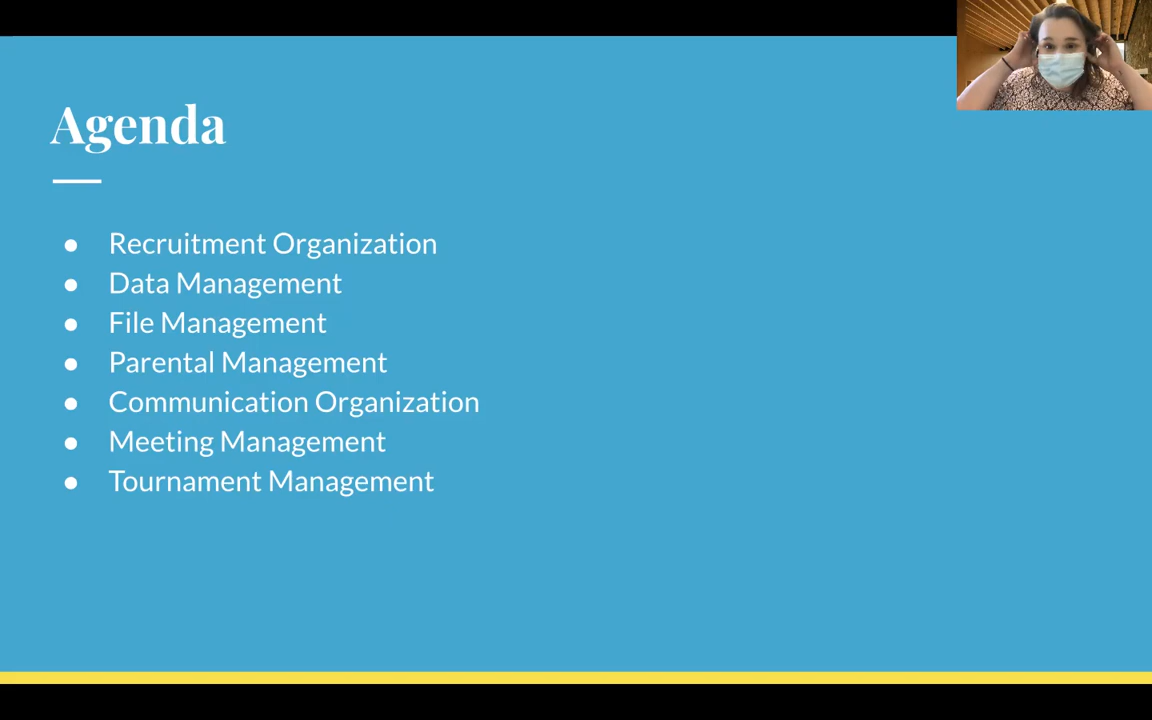 Agenda
Recruitment Organization
Data Management
File Management
Parental Management
Communication Organization
Meeting Management
Tournament Management